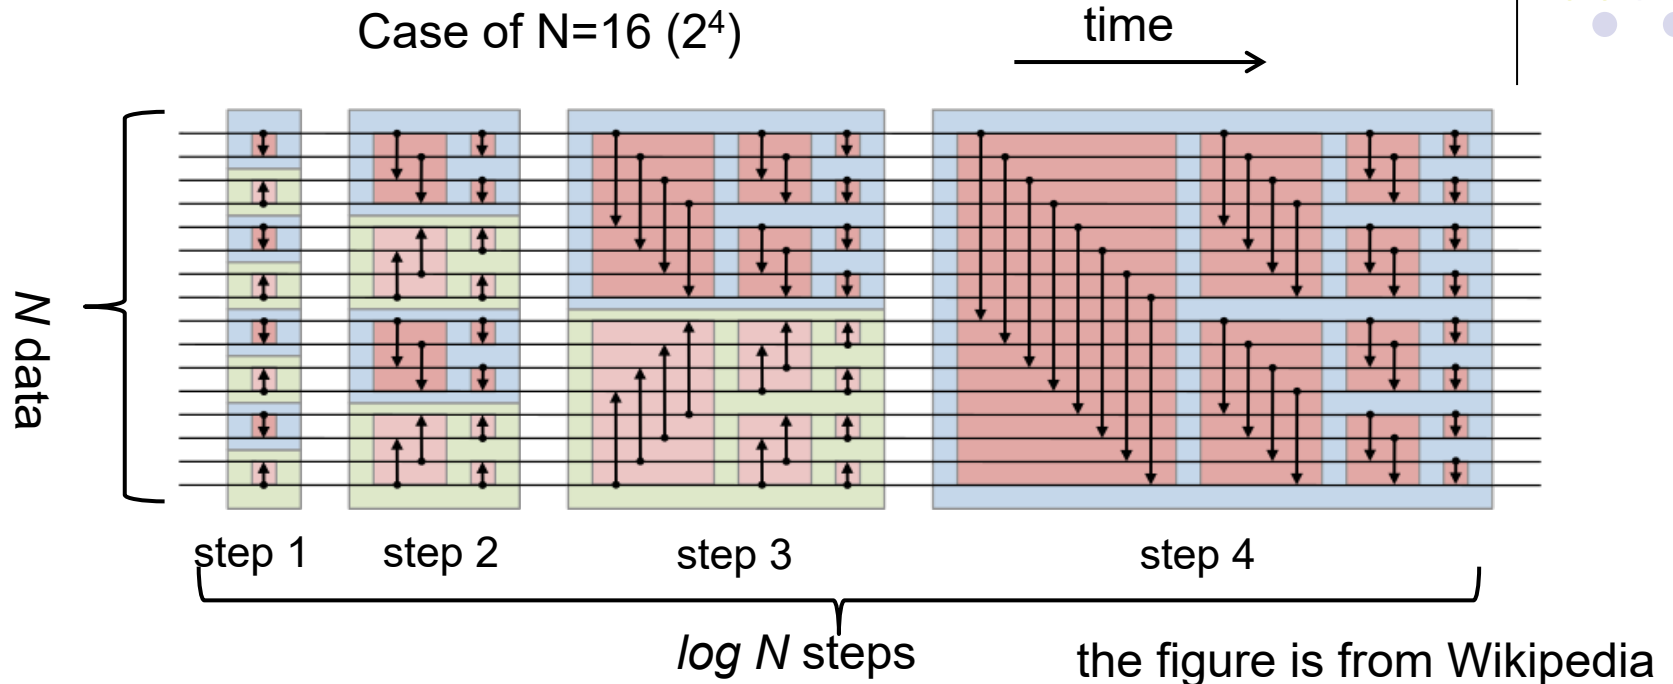 Case of N=16 (2⁴)
time
N data
step 1
step 2
step 3
step 4
log N steps
the figure is from Wikipedia